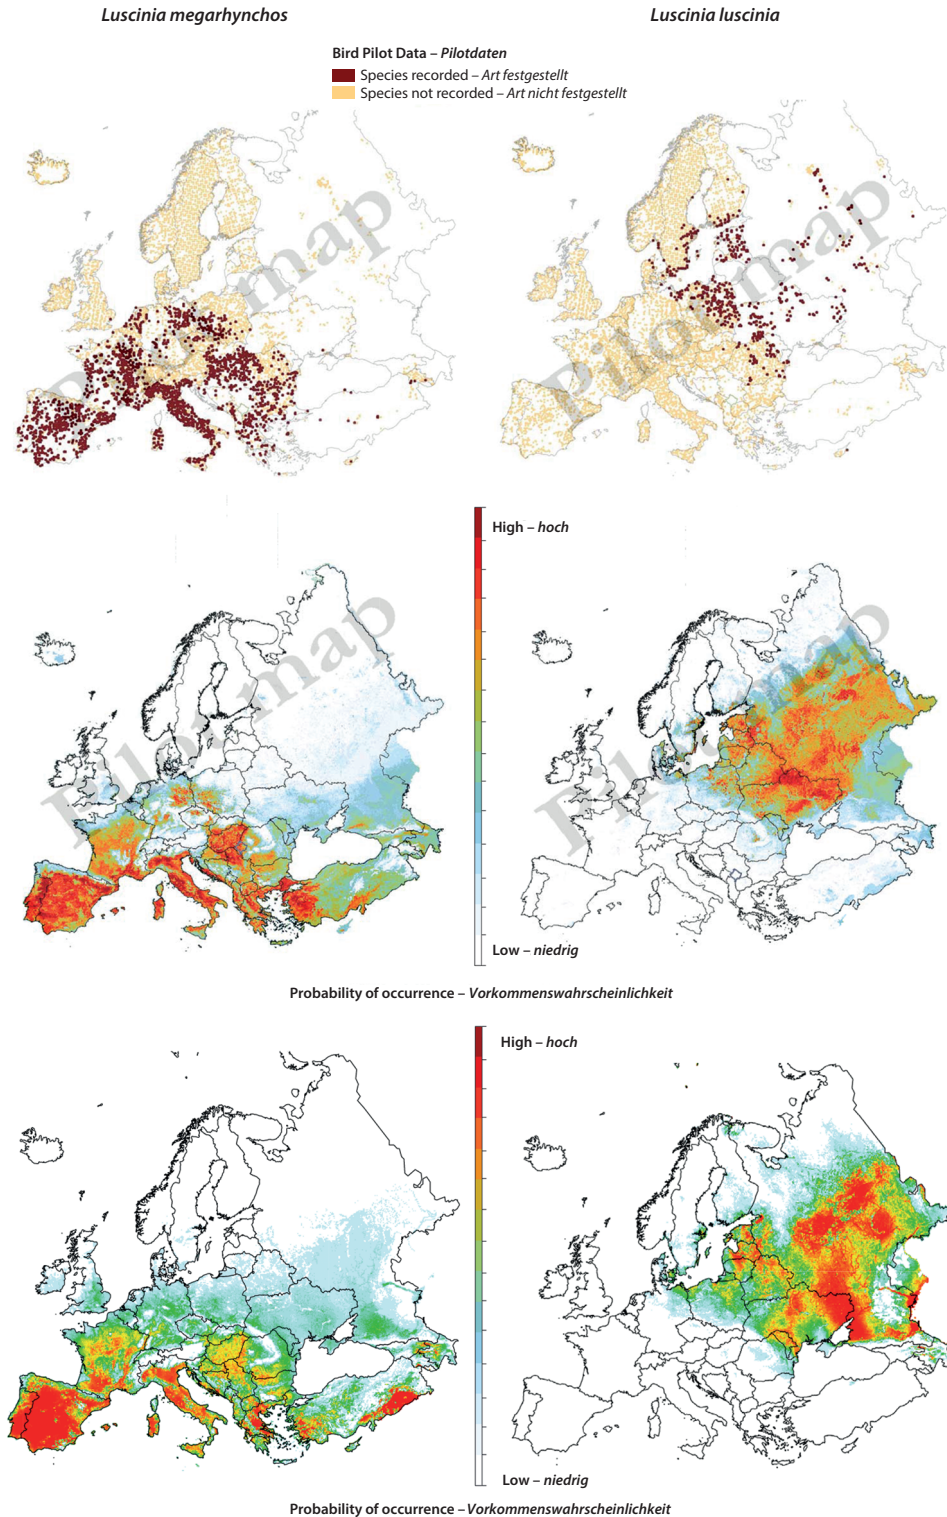 Luscinia megarhynchos
Luscinia luscinia
Bird Pilot Data – Pilotdaten
Species recorded – Art festgestellt
Species not recorded – Art nicht festgestellt
Pilot map
Pilot map
High – hoch
Pilot map
Pilot map
Low – niedrig
Probability of occurrence – Vorkommenswahrscheinlichkeit
High – hoch
Low – niedrig
Probability of occurrence – Vorkommenswahrscheinlichkeit